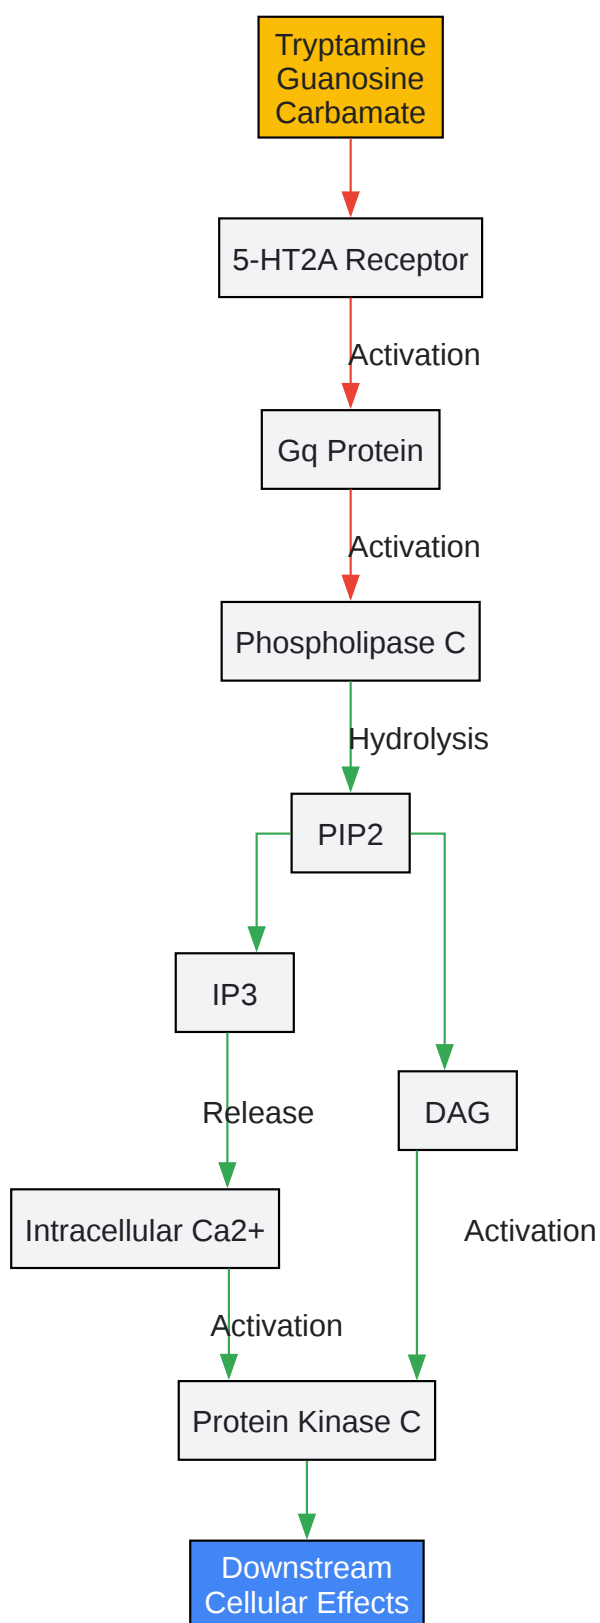 Tryptamine
Guanosine
Carbamate
5-HT2A Receptor
Activation
Gq Protein
Activation
Phospholipase C
Hydrolysis
PIP2
IP3
Release
DAG
Intracellular Ca2+
Activation
Activation
Protein Kinase C
Downstream
Cellular Effects